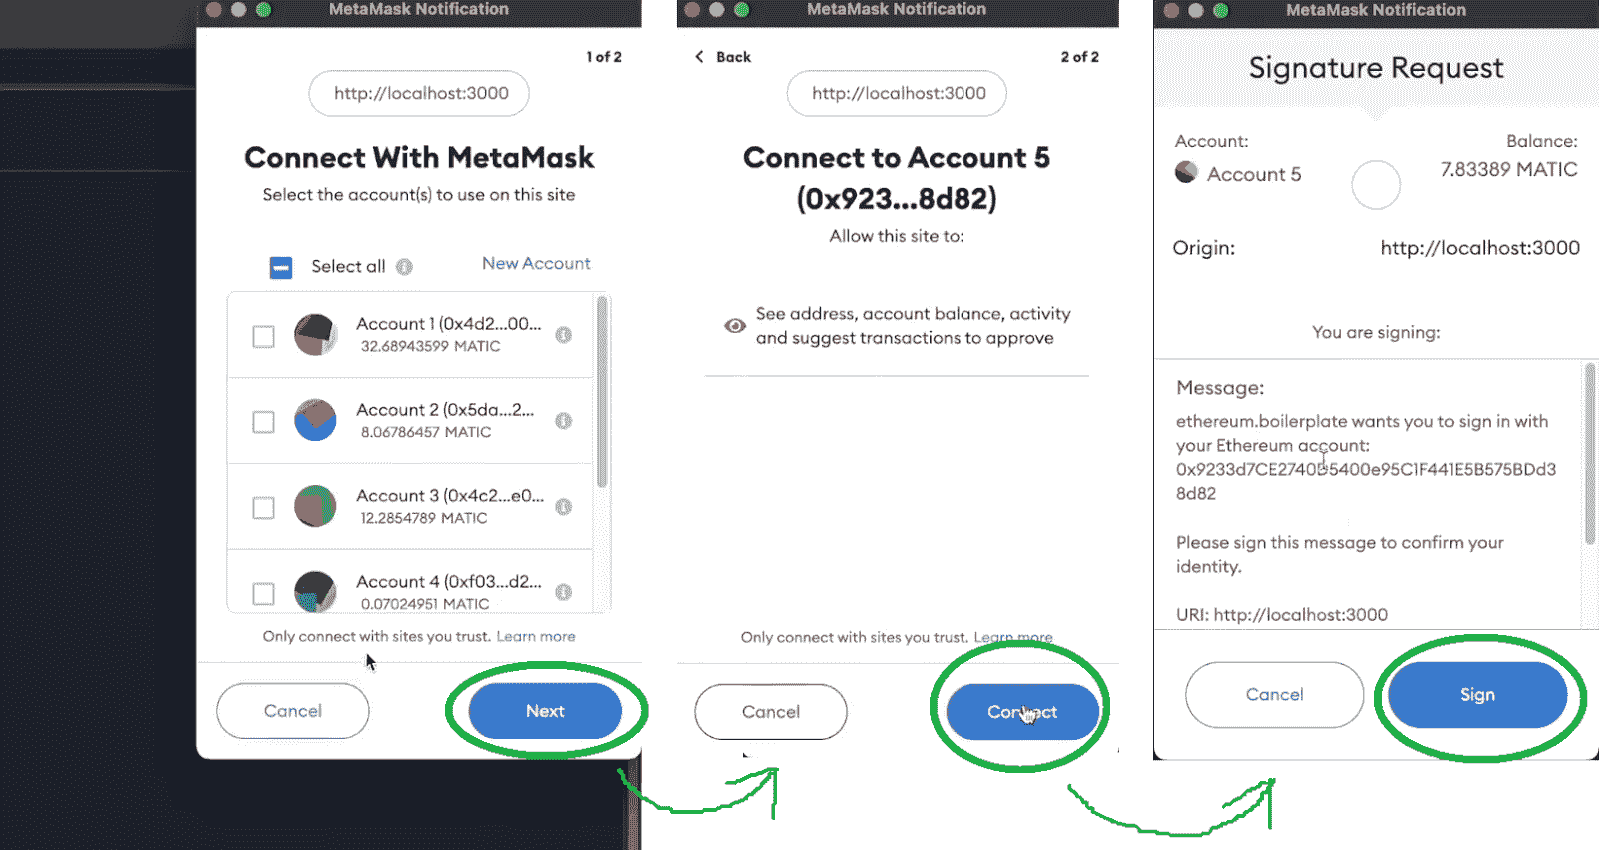 MetaMask Notification
1 of 2
http://localhost:3000
Connect With MetaMask
Select the account(s) to use on this site
Select all
New Account
Account 1 (0x4d2...00...
32.68943599 MATIC
Account 2 (0x5da...2...
8.06786457 MATIC
Account 3 (0x4c2...e0...
12.2854789 MATIC
Account 4 (0xf03...d2...
0.07024951 MATIC
Only connect with sites you trust. Learn more
Cancel
Next
MetaMask Notification
Back
2 of 2
http://localhost:3000
Connect to Account 5
(0x923...8d82)
Allow this site to:
See address, account balance, activity
and suggest transactions to approve
Only connect with sites you trust. Learn more
Cancel
Connect
MetaMask Notification
Signature Request
Account:
Balance:
Account 5
7.83389 MATIC
Origin:
http://localhost:3000
You are signing:
Message:
ethereum.boilerplate wants you to sign in with
your Ethereum account:
0x9233d7CE2740B5400e95C1F441E5B575BDd3
8d82
Please sign this message to confirm your
identity.
URI: http://localhost:3000
Cancel
Sign